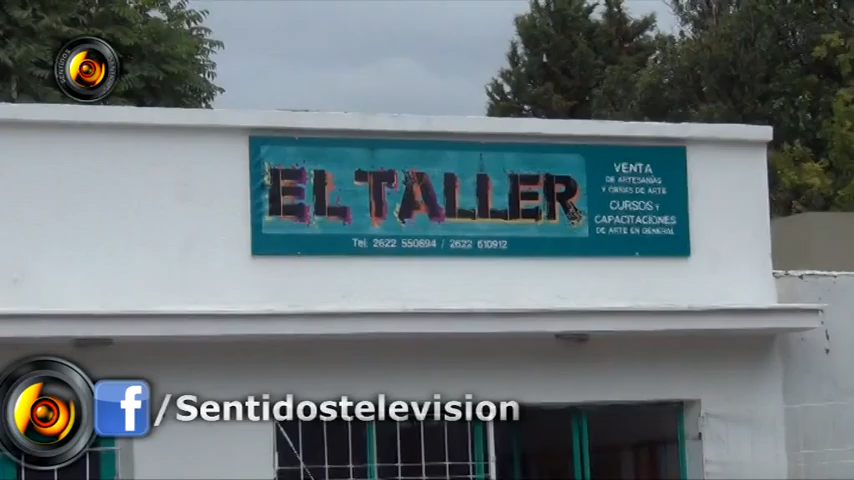 SENTIDOS
EL TALLER
VENTA
DE ARTESANÍAS
Y OBRAS DE ARTE
CURSOS Y
CAPACITACIONES
DE ARTE EN GENERAL
Tel: 2622 550694 / 2622 610912
f/Sentidostelevision